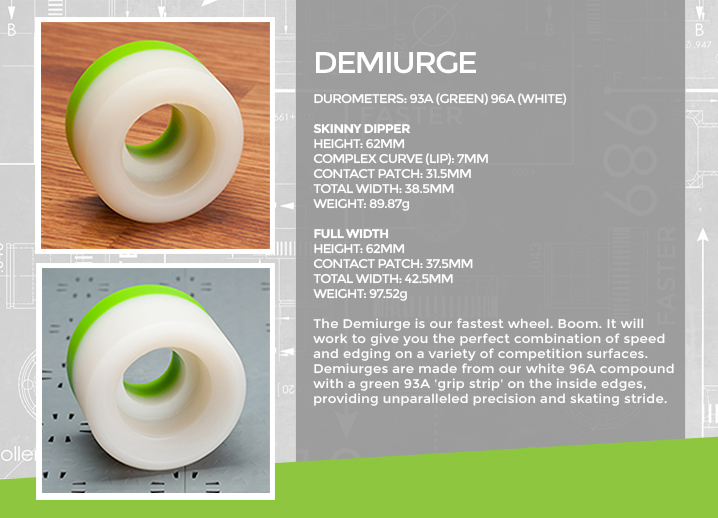 DEMIURGE
DUROMETERS: 93A (GREEN) 96A (WHITE)
SKINNY DIPPER
HEIGHT: 62MM
COMPLEX CURVE (LIP): 7MM
CONTACT PATCH: 31.5MM
TOTAL WIDTH: 38.5MM
WEIGHT: 89.87g
FULL WIDTH
HEIGHT: 62MM
CONTACT PATCH: 37.5MM
TOTAL WIDTH: 42.5MM
WEIGHT: 97.52g
The Demiurge is our fastest wheel. Boom. It will
work to give you the perfect combination of speed
and edging on a variety of competition surfaces.
Demiurges are made from our white 96A compound
with a green 93A 'grip strip' on the inside edges,
providing unparalleled precision and skating stride.
B
B
FASTER
989
FASTER